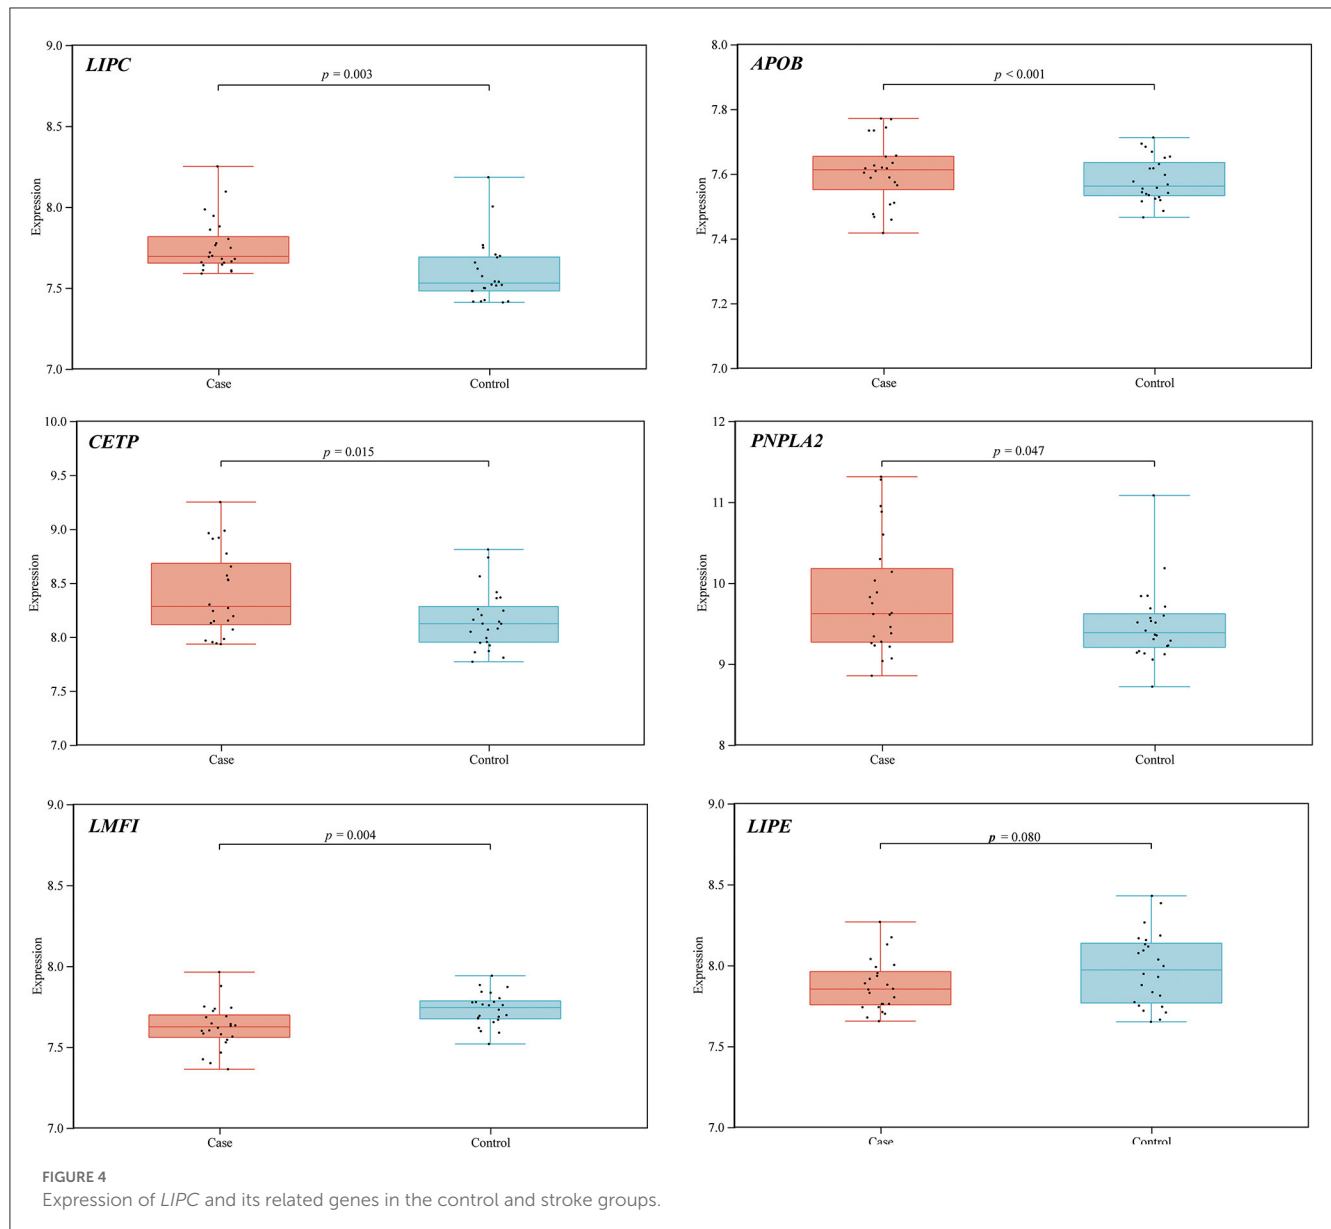 LIPC
p = 0.003
9.0
8.5
8.0
7.5
7.0
Expression
Case
Control
APOB
p < 0.001
8.0
7.8
7.6
7.4
7.2
7.0
Expression
Case
Control
CETP
p = 0.015
10.0
9.5
9.0
8.5
8.0
7.5
7.0
Expression
Case
Control
PNPLA2
p = 0.047
12
11
10
9
8
Expression
Case
Control
LMFI
p = 0.004
9.0
8.5
8.0
7.5
7.0
Expression
Case
Control
LIPE
p = 0.080
9.0
8.5
8.0
7.5
7.0
Expression
Case
Control
FIGURE 4
Expression of LIPC and its related genes in the control and stroke groups.